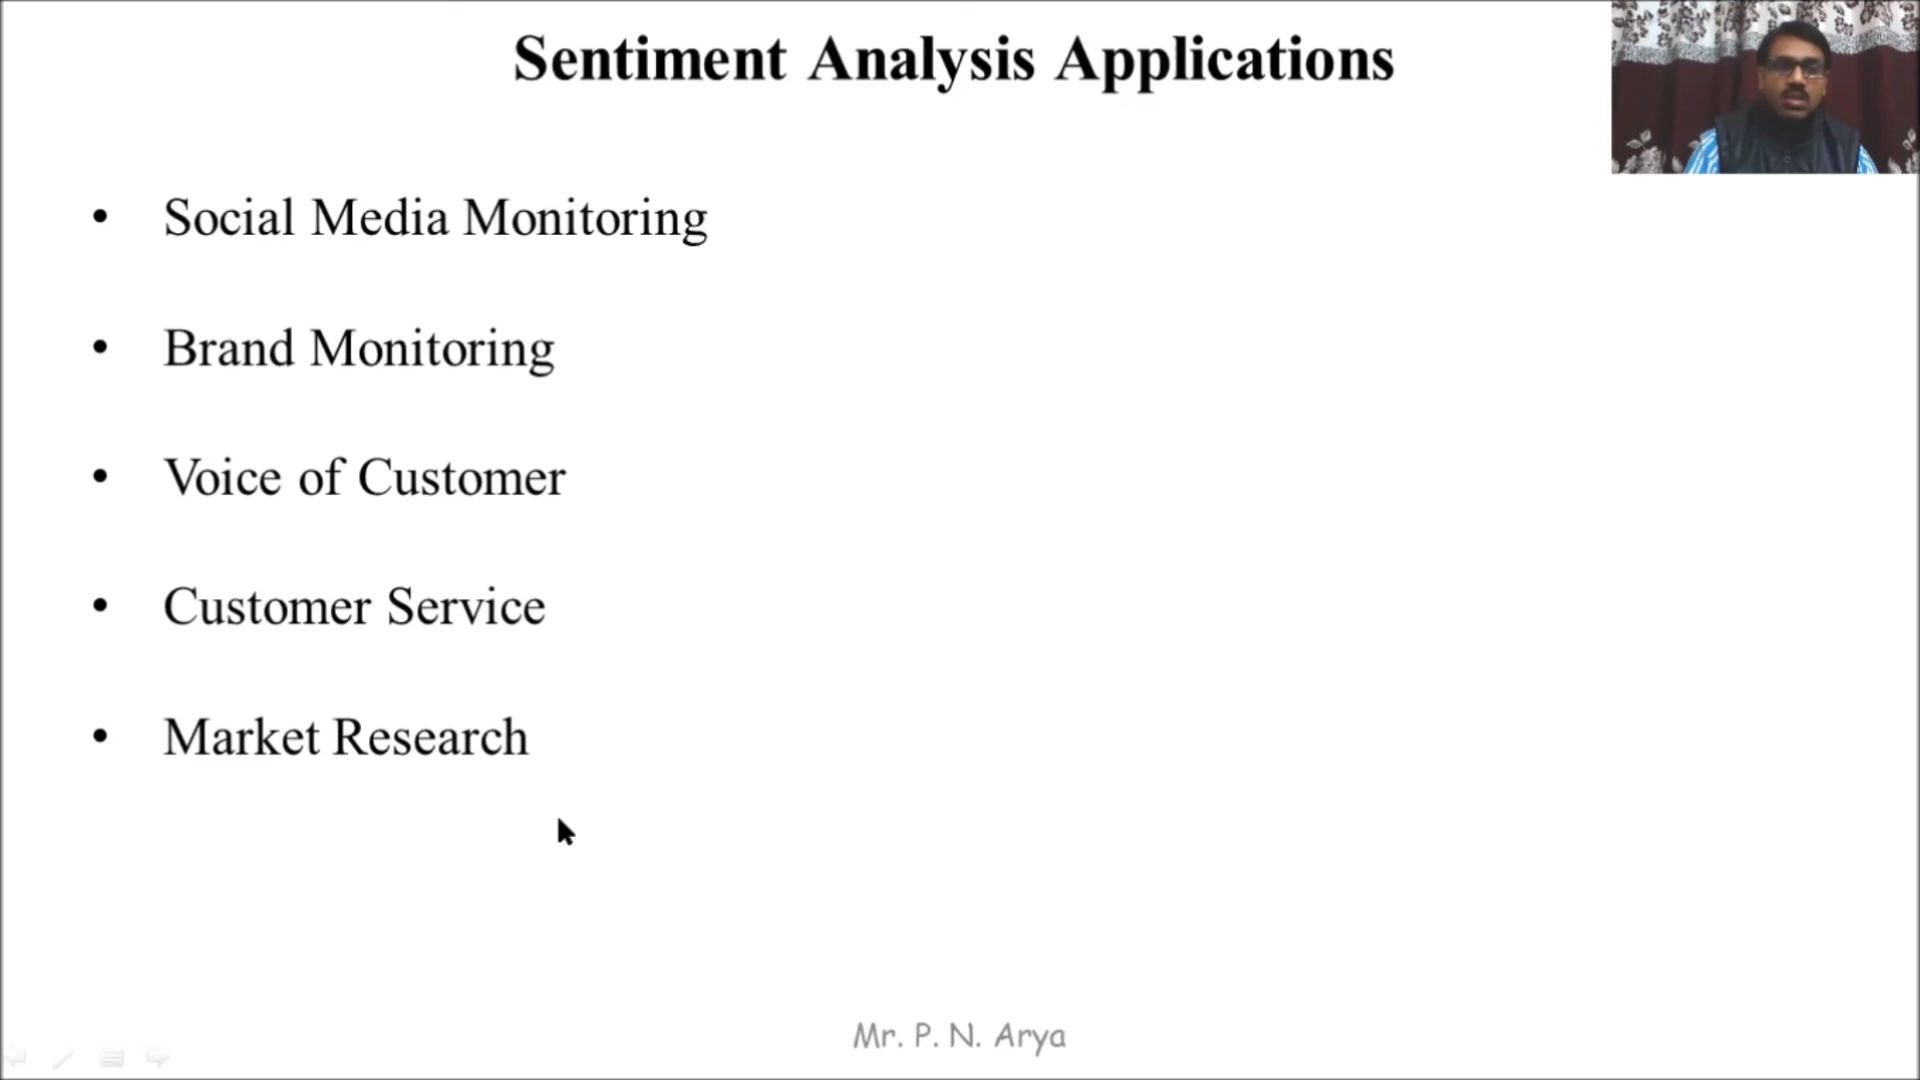 Sentiment Analysis Applications
• Social Media Monitoring
• Brand Monitoring
• Voice of Customer
• Customer Service
• Market Research
Mr. P. N. Arya